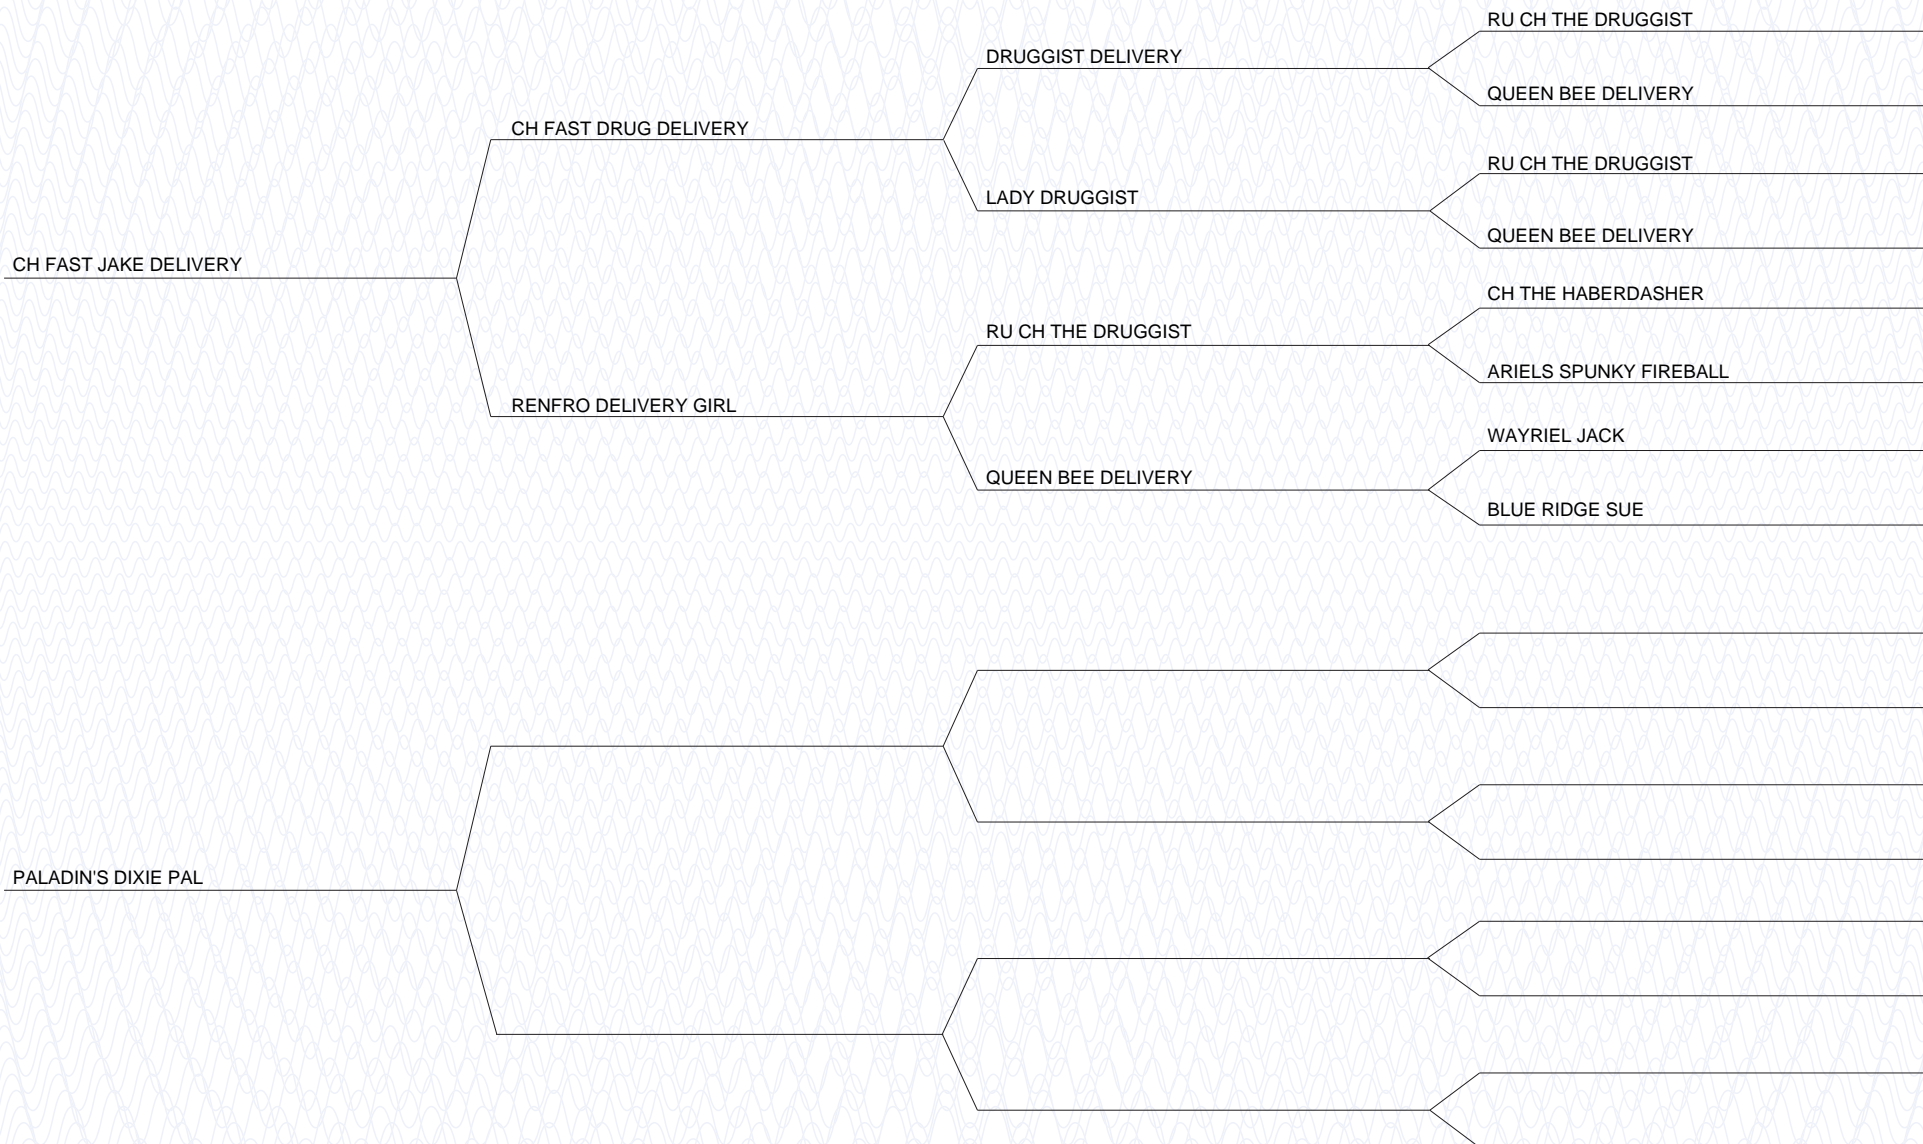 RU CH THE DRUGGIST
DRUGGIST DELIVERY
QUEEN BEE DELIVERY
CH FAST DRUG DELIVERY
RU CH THE DRUGGIST
LADY DRUGGIST
QUEEN BEE DELIVERY
CH FAST JAKE DELIVERY
CH THE HABERDASHER
RU CH THE DRUGGIST
ARIELS SPUNKY FIREBALL
RENFRO DELIVERY GIRL
WAYRIEL JACK
QUEEN BEE DELIVERY
BLUE RIDGE SUE
PALADIN'S DIXIE PAL